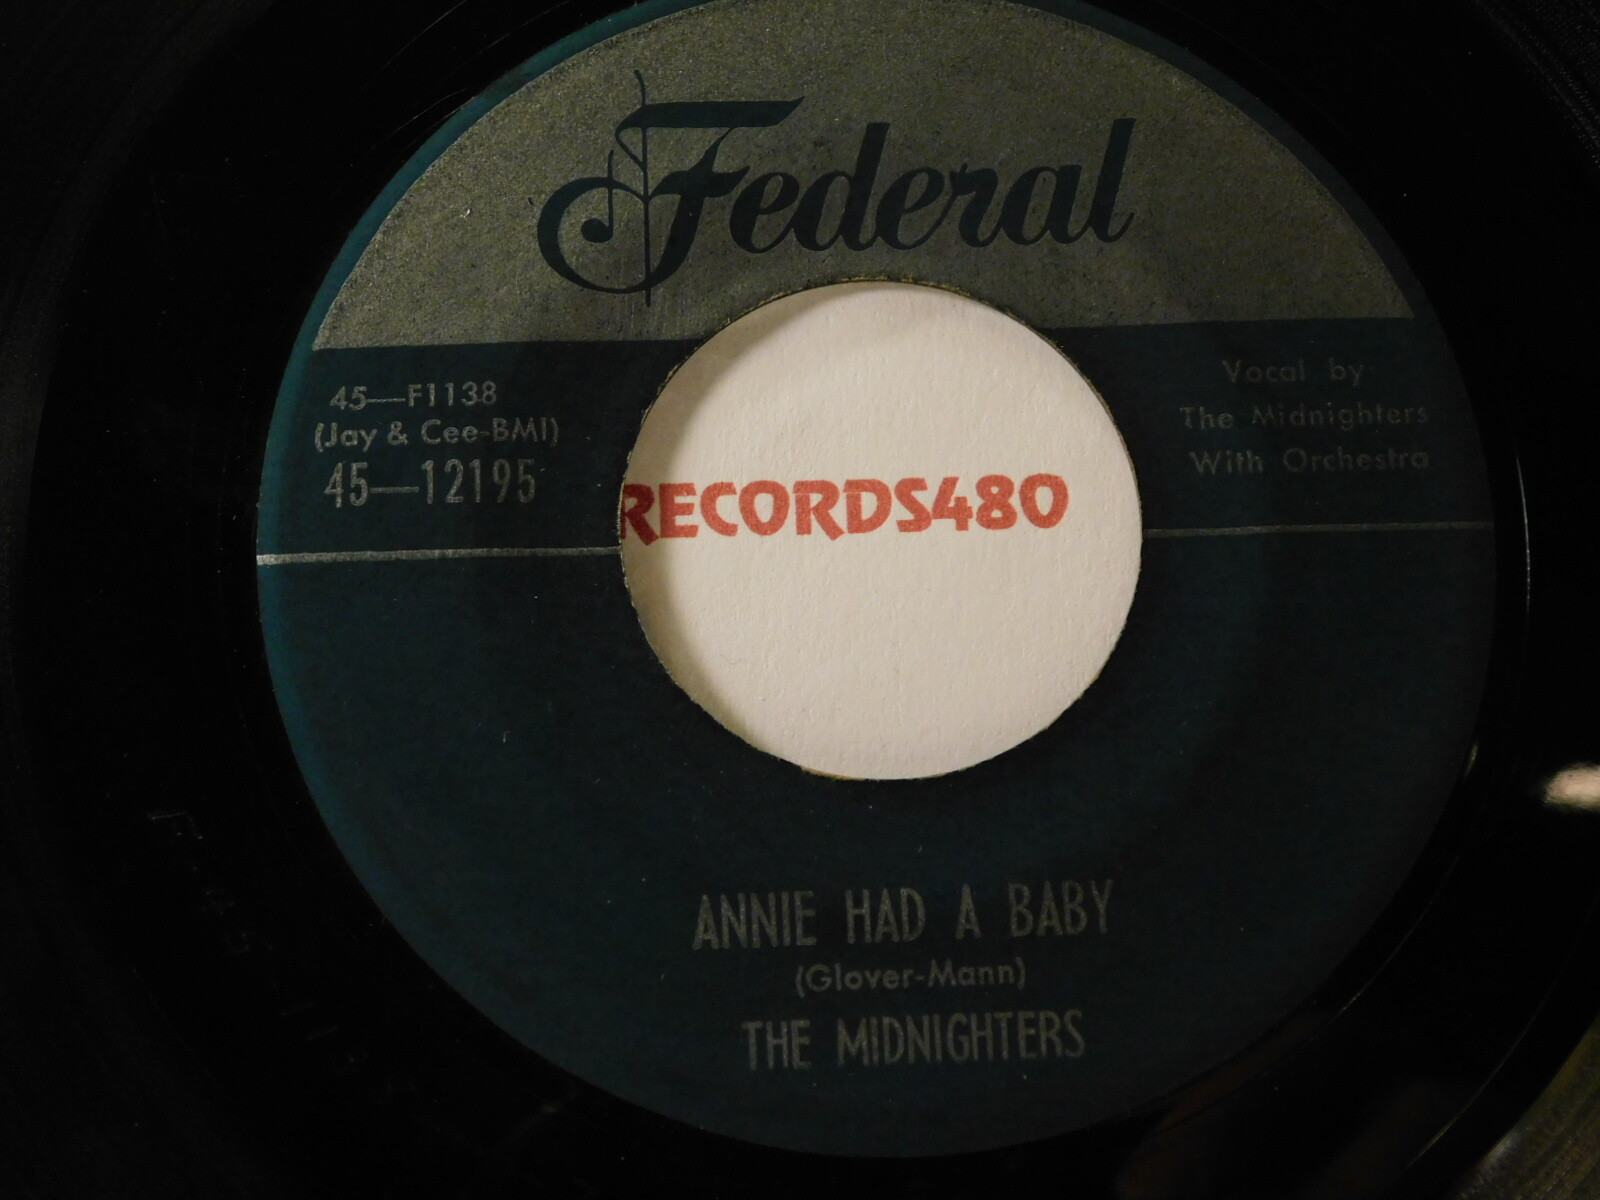 Federal
45—F1138
(Jay & Cee-BMI)
45—12195
Vocal by:
The Midnighters
With Orchestra
RECORDS480
ANNIE HAD A BABY
(Glover-Mann)
THE MIDNIGHTERS